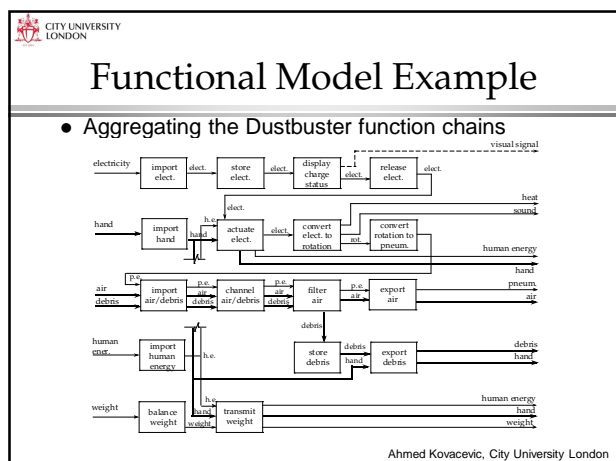 CITY UNIVERSITY
LONDON
Functional Model Example
● Aggregating the Dustbuster function chains
visual signal
electricity
import
elect.
elect.
store
elect.
elect.
display
charge
status
elect.
release
elect.
elect.
elect.
heat
sound
hand
import
hand
h.e.
hand
actuate
elect.
elect.
convert
elect. to
rotation
rot.
convert
rotation to
pneum.
human energy
hand
p.e.
air
debris
import
air/debris
p.e.
air
debris
channel
air/debris
p.e.
air
debris
filter
air
p.e.
air
export
air
pneum.
air
debris
human
ener.
import
human
energy
h.e.
store
debris
debris
hand
export
debris
debris
hand
h.e
weight
balance
weight
hand
weight
transmit
weight
human energy
hand
weight
Ahmed Kovacevic, City University London